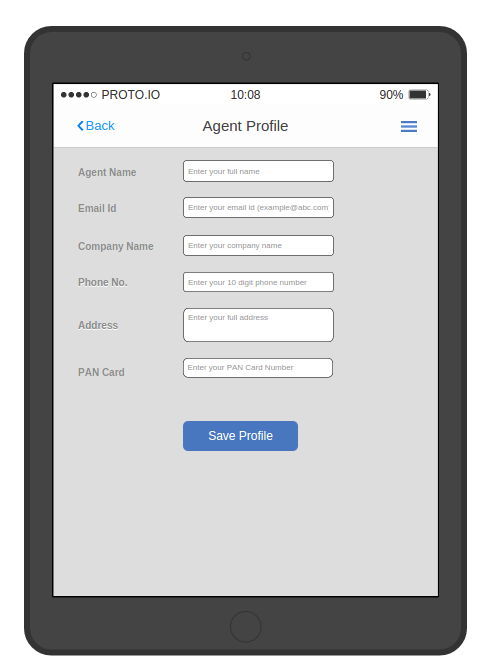 PROTO.IO 10:08 90%
Back Agent Profile
Agent Name Enter your full name
Email Id Enter your email id (example@abc.com
Company Name Enter your company name
Phone No. Enter your 10 digit phone number
Address Enter your full address
PAN Card Enter your PAN Card Number
Save Profile